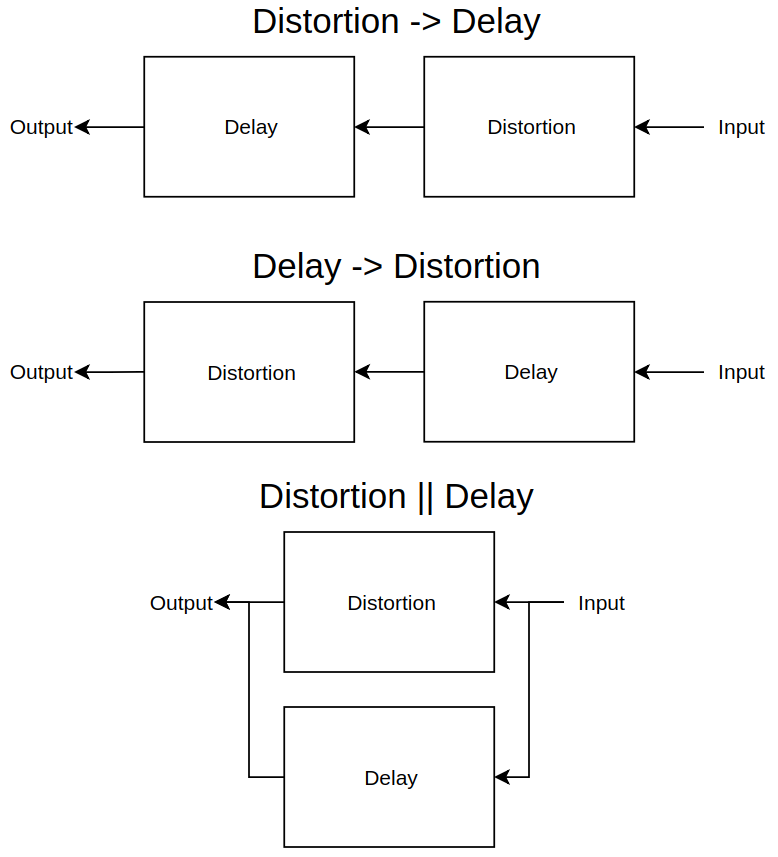 Distortion -> Delay
Output Delay Distortion Input
Delay -> Distortion
Output Distortion Delay Input
Distortion || Delay
Output Distortion Input
Delay